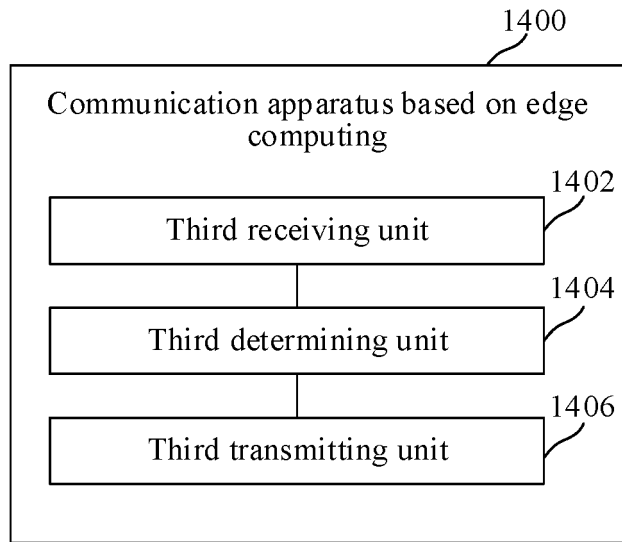 1400
Communication apparatus based on edge
computing
1402
Third receiving unit
1404
Third determining unit
1406
Third transmitting unit